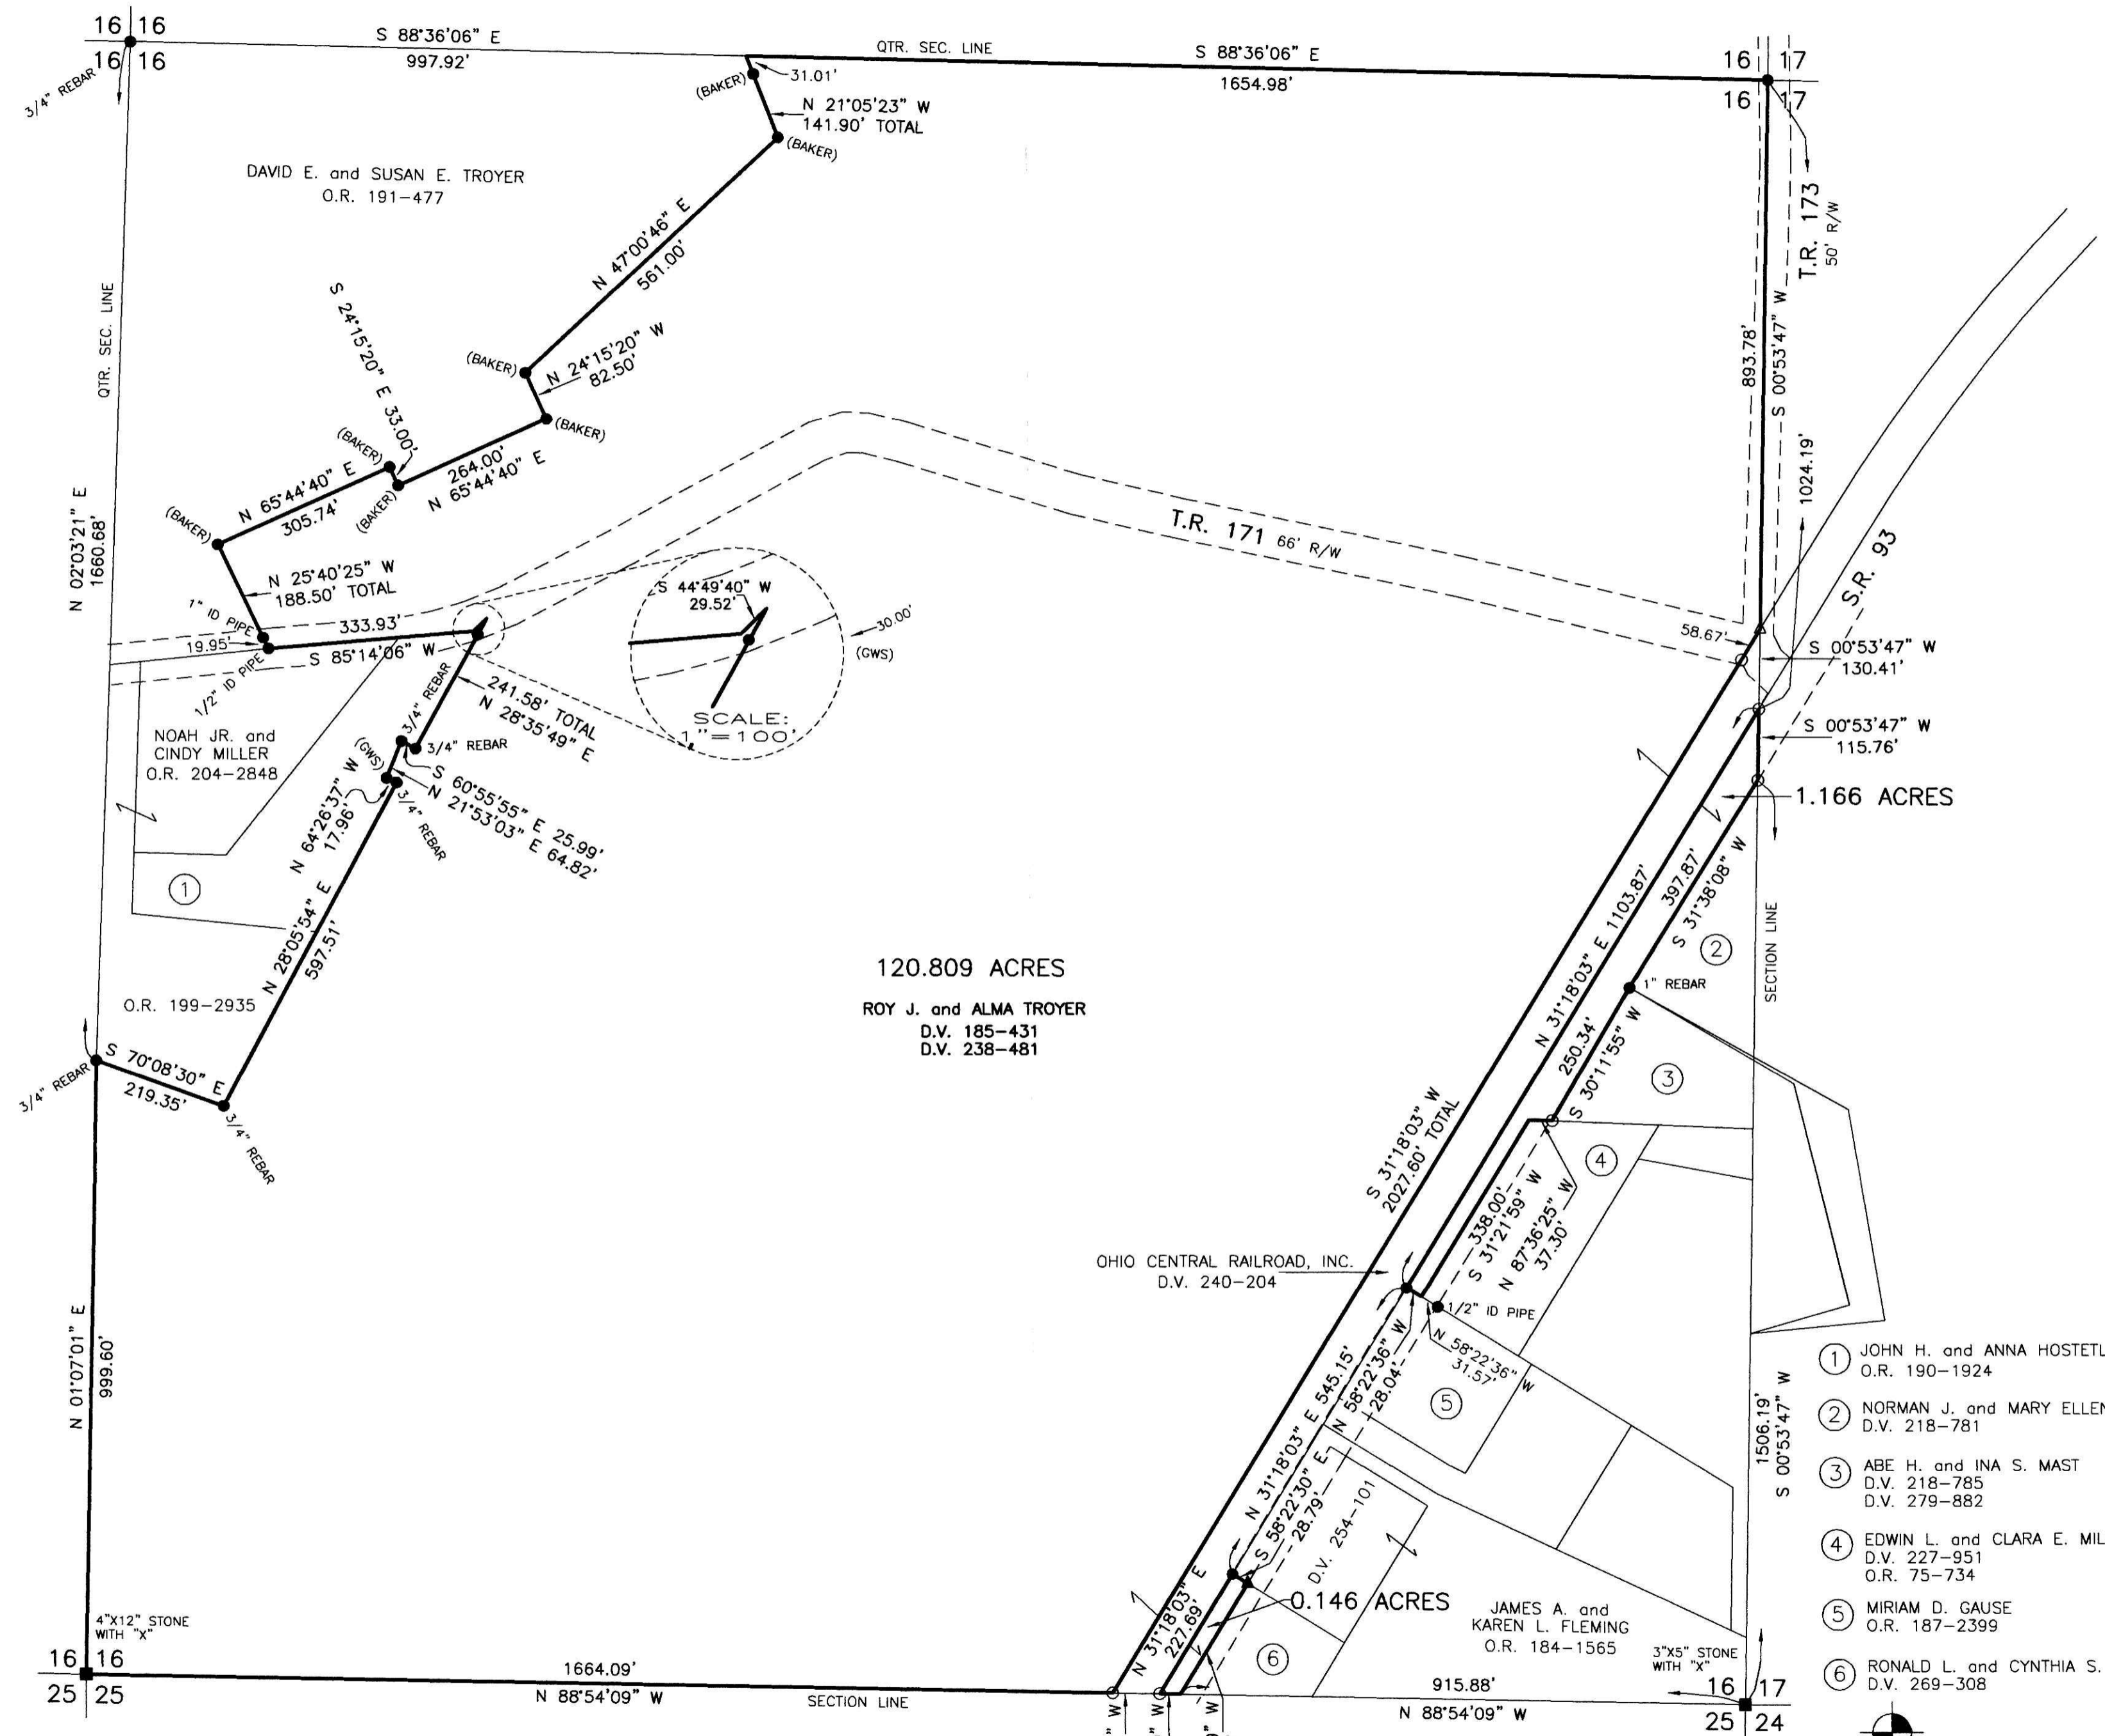 16 16
16 16
3/4" REBAR
S 88°36'06" E
997.92'
QTR. SEC. LINE
S 88°36'06" E
1654.98'
16 17
16 17
(BAKER)
31.01'
N 21°05'23" W
141.90' TOTAL
(BAKER)
DAVID E. and SUSAN E. TROYER
O.R. 191-477
T.R. 173
50' R/W
N 47°00'46" E
561.00'
893.78'
S 00°53'47" W
QTR. SEC. LINE
S 24°15'20" E 33.00'
(BAKER)
N 24°15'20" W
82.50'
(BAKER)
(BAKER)
264.00'
N 65°44'40" E
(BAKER)
N 65°44'40" E
305.74'
(BAKER)
1024.19'
N 02°03'21" E
1660.68'
T.R. 171 66' R/W
S.R. 93
N 25°40'25" W
188.50' TOTAL
1" ID PIPE
19.95'
333.93'
S 85°14'06" W
1/2" ID PIPE
S 44°49'40" W
29.52'
30.00'
(GWS)
SCALE:
1"=100'
58.67'
S 00°53'47" W
130.41'
S 00°53'47" W
115.76'
1.166 ACRES
NOAH JR. and
CINDY MILLER
O.R. 204-2848
3/4" REBAR
241.58' TOTAL
N 28°35'49" E
3/4" REBAR
(GWS)
S 60°55'55" E 25.99'
N 21°53'03" E 64.82'
N 64°26'37" W
17.96'
3/4" REBAR
1
N 28°05'54" E
597.51'
O.R. 199-2935
120.809 ACRES
ROY J. and ALMA TROYER
D.V. 185-431
D.V. 238-481
N 31°18'03" E 1103.87'
397.87'
S 31°38'08" W
2
SECTION LINE
1" REBAR
250.34'
S 30°11'55" W
3
S 70°08'30" E
219.35'
3/4" REBAR
3/4" REBAR
S 31°18'03" W
2027.60' TOTAL
4
338.00'
S 31°21'59" W
N 87°36'25" W
37.30'
OHIO CENTRAL RAILROAD, INC.
D.V. 240-204
1/2" ID PIPE
N 58°22'36" W
31.57'
N 58°22'36" W
28.04'
5
N 01°07'01" E
999.60'
N 31°18'03" E 545.15'
S 58°22'30" E
28.79'
D.V. 254-101
1506.19'
S 00°53'47" W
N 31°18'03" E
227.69'
0.146 ACRES
JAMES A. and
KAREN L. FLEMING
O.R. 184-1565
6
3"X5" STONE
WITH "X"
4"X12" STONE
WITH "X"
16 16
25 25
1664.09'
N 88°54'09" W
SECTION LINE
915.88'
N 88°54'09" W
16 17
25 24
1 JOHN H. and ANNA HOSTETL
O.R. 190-1924
2 NORMAN J. and MARY ELLEN
D.V. 218-781
3 ABE H. and INA S. MAST
D.V. 218-785
D.V. 279-882
4 EDWIN L. and CLARA E. MIL
D.V. 227-951
O.R. 75-734
5 MIRIAM D. GAUSE
O.R. 187-2399
6 RONALD L. and CYNTHIA S.
D.V. 269-308
" W
" W
" W